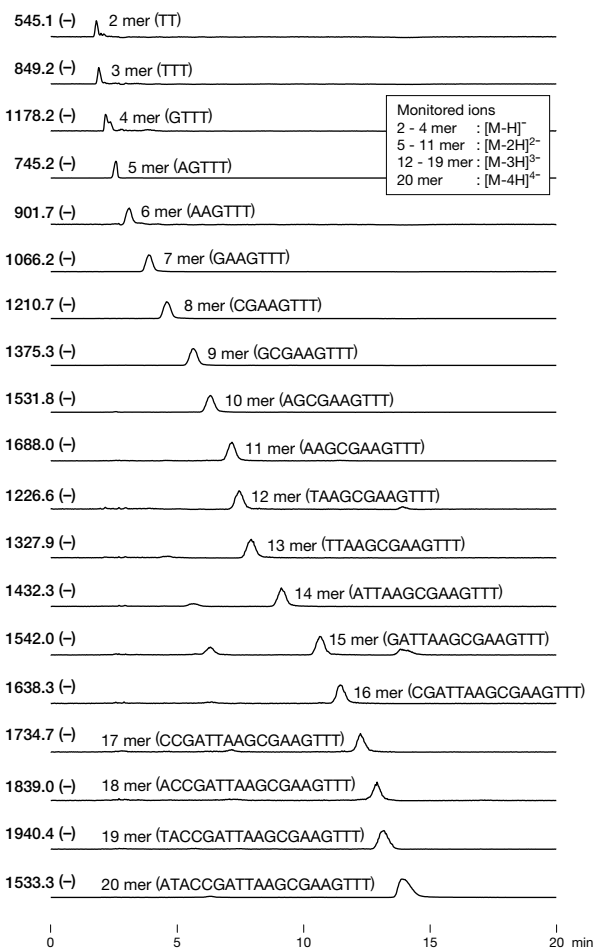 545.1 (–) 2 mer (TT)
849.2 (–) 3 mer (TTT)
1178.2 (–) 4 mer (GTTT)
Monitored ions
2 - 4 mer : [M-H]⁻
5 - 11 mer : [M-2H]²⁻
12 - 19 mer : [M-3H]³⁻
20 mer : [M-4H]⁴⁻
745.2 (–) 5 mer (AGTTT)
901.7 (–) 6 mer (AAGTTT)
1066.2 (–) 7 mer (GAAGTTT)
1210.7 (–) 8 mer (CGAAGTTT)
1375.3 (–) 9 mer (GCGAAGTTT)
1531.8 (–) 10 mer (AGCGAAGTTT)
1688.0 (–) 11 mer (AAGCGAAGTTT)
1226.6 (–) 12 mer (TAAGCGAAGTTT)
1327.9 (–) 13 mer (TTAAGCGAAGTTT)
1432.3 (–) 14 mer (ATTAAGCGAAGTTT)
1542.0 (–) 15 mer (GATTAAGCGAAGTTT)
1638.3 (–) 16 mer (CGATTAAGCGAAGTTT)
1734.7 (–) 17 mer (CCGATTAAGCGAAGTTT)
1839.0 (–) 18 mer (ACCGATTAAGCGAAGTTT)
1940.4 (–) 19 mer (TACCGATTAAGCGAAGTTT)
1533.3 (–) 20 mer (ATACCGATTAAGCGAAGTTT)
0 5 10 15 20 min